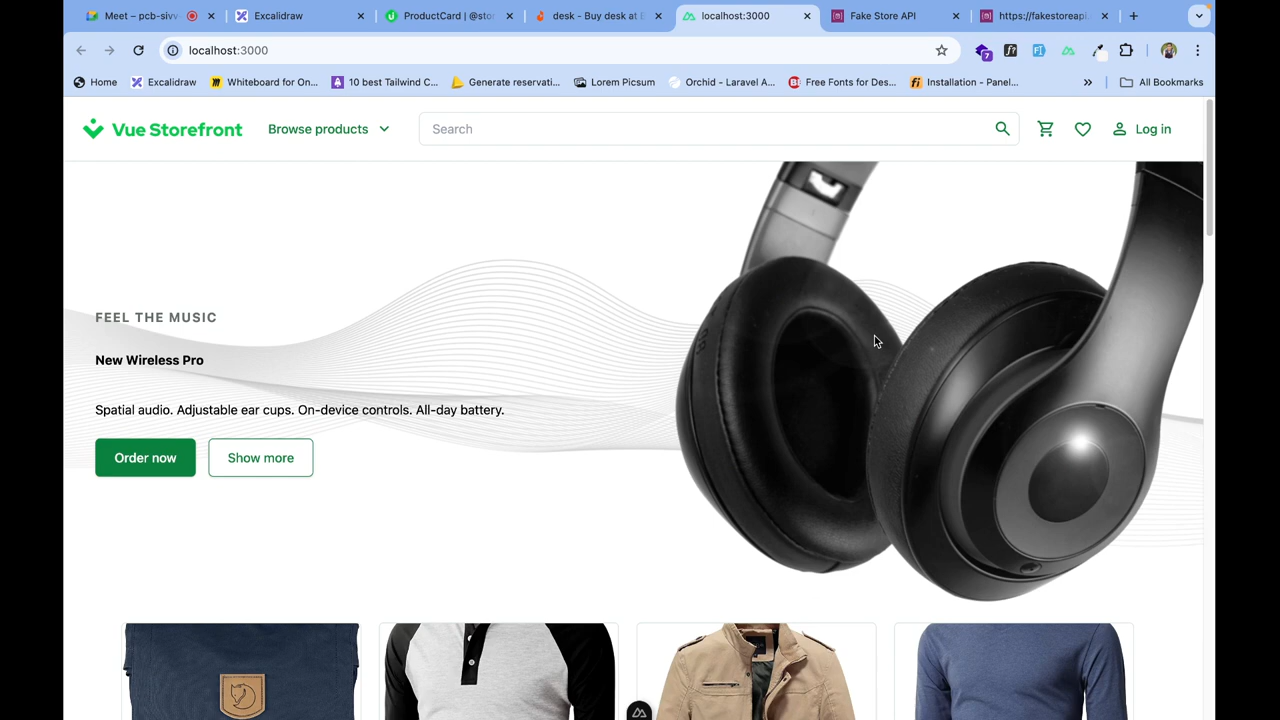 Meet – pcb-sivv
Excalidraw
ProductCard | @stor
desk - Buy desk at B
localhost:3000
Fake Store API
https://fakestoreapi.
localhost:3000
7
Home
Excalidraw
Whiteboard for On...
10 best Tailwind C...
Generate reservati...
Lorem Picsum
Orchid - Laravel A...
Free Fonts for Des...
Installation - Panel...
»
All Bookmarks
Vue Storefront
Browse products
Search
Log in
FEEL THE MUSIC
New Wireless Pro
Spatial audio. Adjustable ear cups. On-device controls. All-day battery.
Order now
Show more